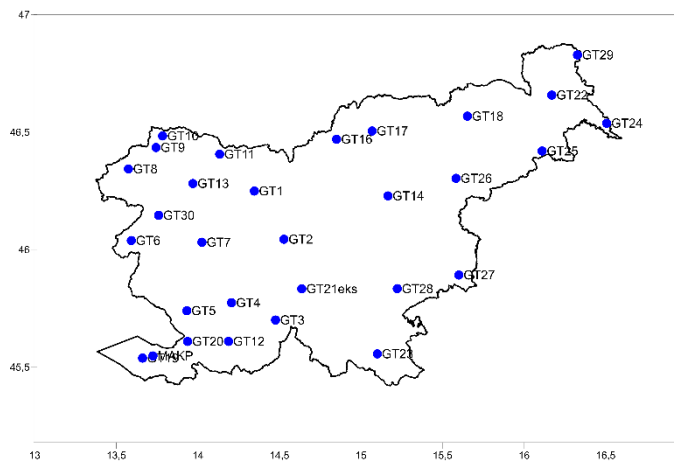 47
GT29
GT22
GT24
GT18
46,5
GT17
GT10
GT16
GT9
GT25
GT11
GT8
GT26
GT13
GT1
GT14
GT30
GT2
GT6
GT7
46
GT27
GT21eks
GT28
GT4
GT5
GT3
GT20
GT12
MAKP
GT23
45,5
13
13,5
14
14,5
15
15,5
16
16,5